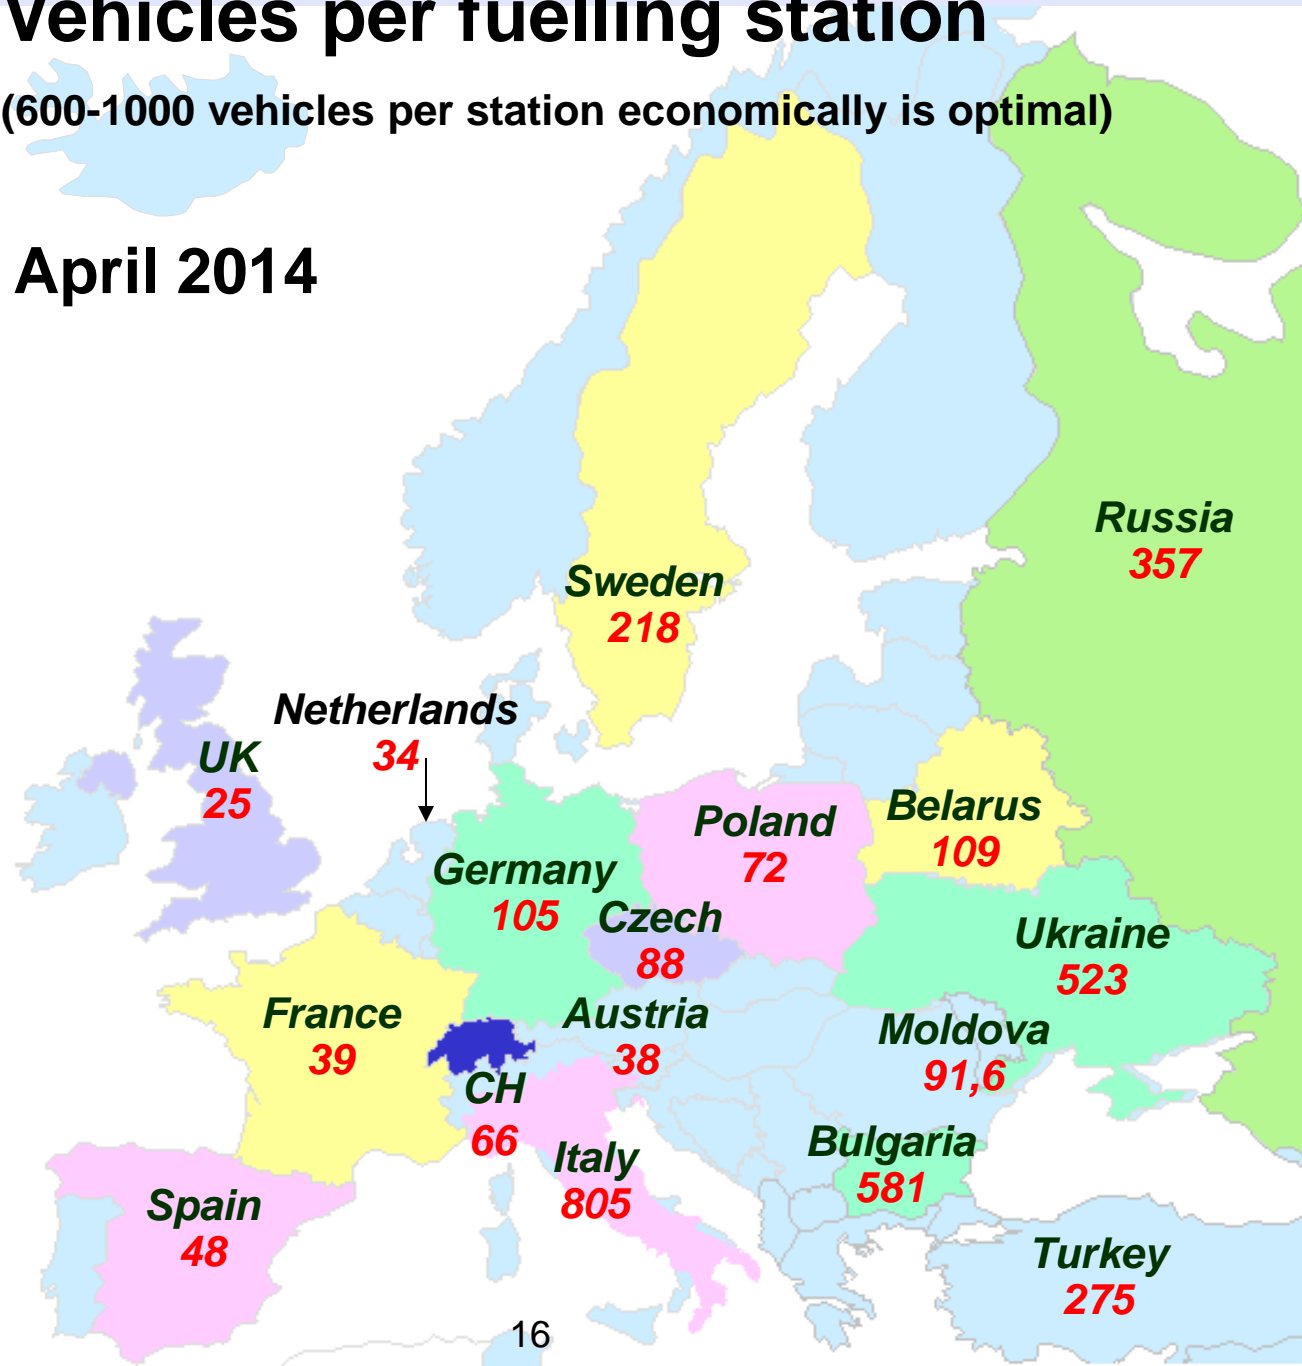 Vehicles per fuelling station
(600-1000 vehicles per station economically is optimal)
April 2014
Russia
357
Sweden
218
Netherlands
34
UK
25
Poland
72
Belarus
109
Germany
105
Czech
88
Ukraine
523
France
39
Austria
38
Moldova
91,6
CH
66
Italy
805
Bulgaria
581
Spain
48
Turkey
275
16